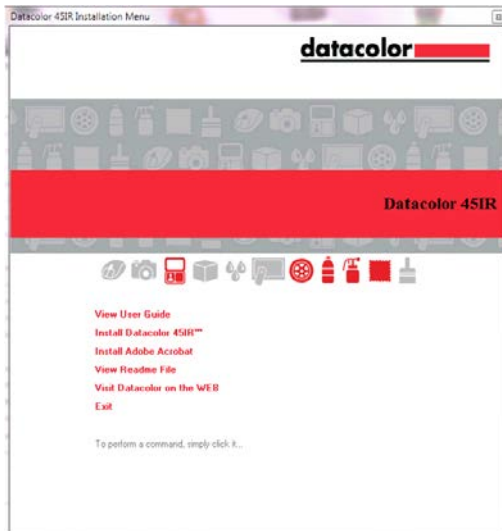 Datacolor 45IR Installation Menu
datacolor
Datacolor 45IR
View User Guide
Install Datacolor 45IR™
Install Adobe Acrobat
View Readme File
Visit Datacolor on the WEB
Exit
To perform a command, simply click it...